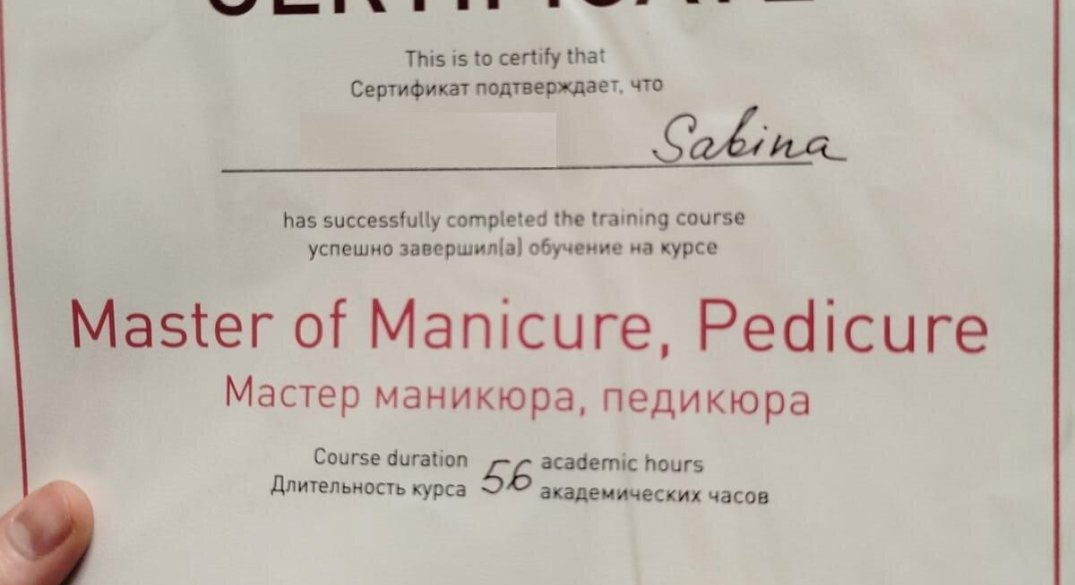 CERTIFICATE
This is to certify that
Сертификат подтверждает, что
Sabina
has successfully completed the training course
успешно завершил(а) обучение на курсе
Master of Manicure, Pedicure
Мастер маникюра, педикюра
Course duration 56 academic hours
Длительность курса академических часов